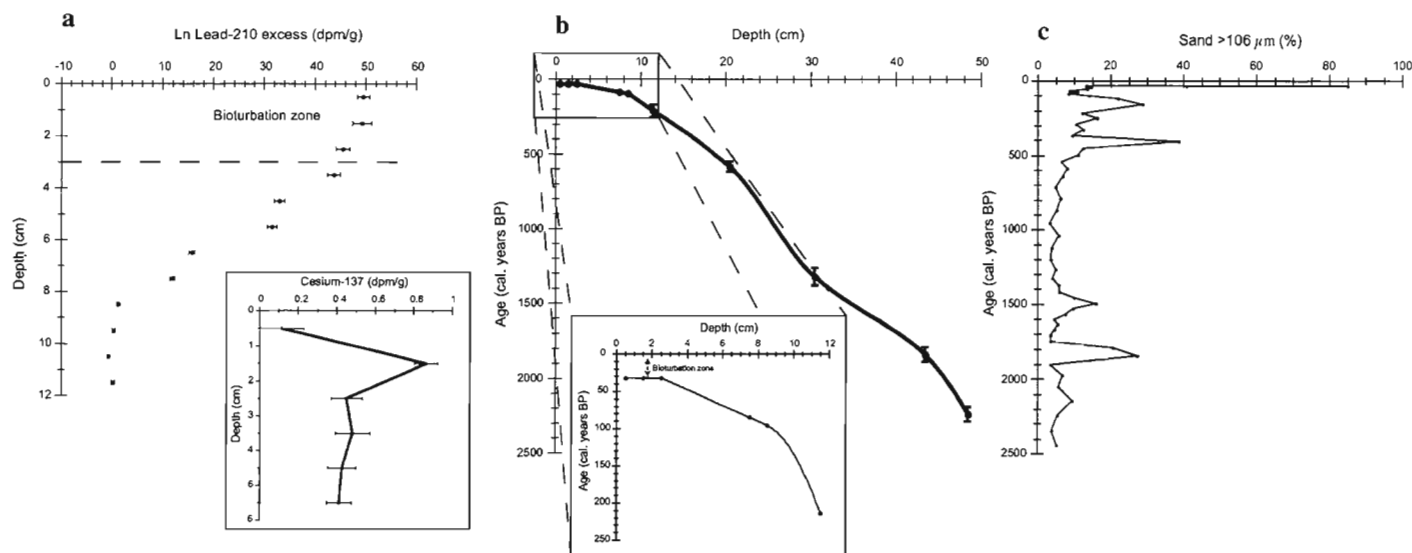 a
Ln Lead-210 excess (dpm/g)
-10 0 10 20 30 40 50 60
0
2
4
6
8
10
12
Depth (cm)
Bioturbation zone
Cesium-137 (dpm/g)
0 0.2 0.4 0.6 0.8 1
0
1
2
3
4
5
6
Depth (cm)
b
Depth (cm)
0 10 20 30 40 50
0
500
1000
1500
2000
2500
Age (cal. years BP)
Depth (cm)
0 2 4 6 8 10 12
0
50
100
150
200
250
Age (cal. years BP)
Bioturbation zone
c
Sand >106 µm (%)
0 20 40 60 80 100
0
500
1000
1500
2000
2500
Age (cal. years BP)